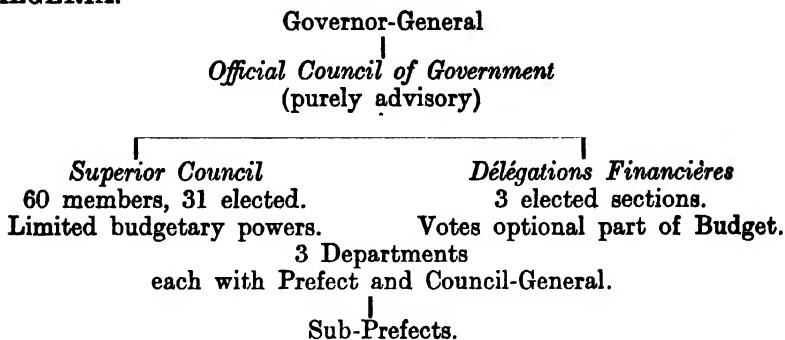 Governor-General
Official Council of Government
(purely advisory)
Superior Council Délégations Financières
60 members, 31 elected. 3 elected sections.
Limited budgetary powers. Votes optional part of Budget.
3 Departments
each with Prefect and Council-General.
Sub-Prefects.